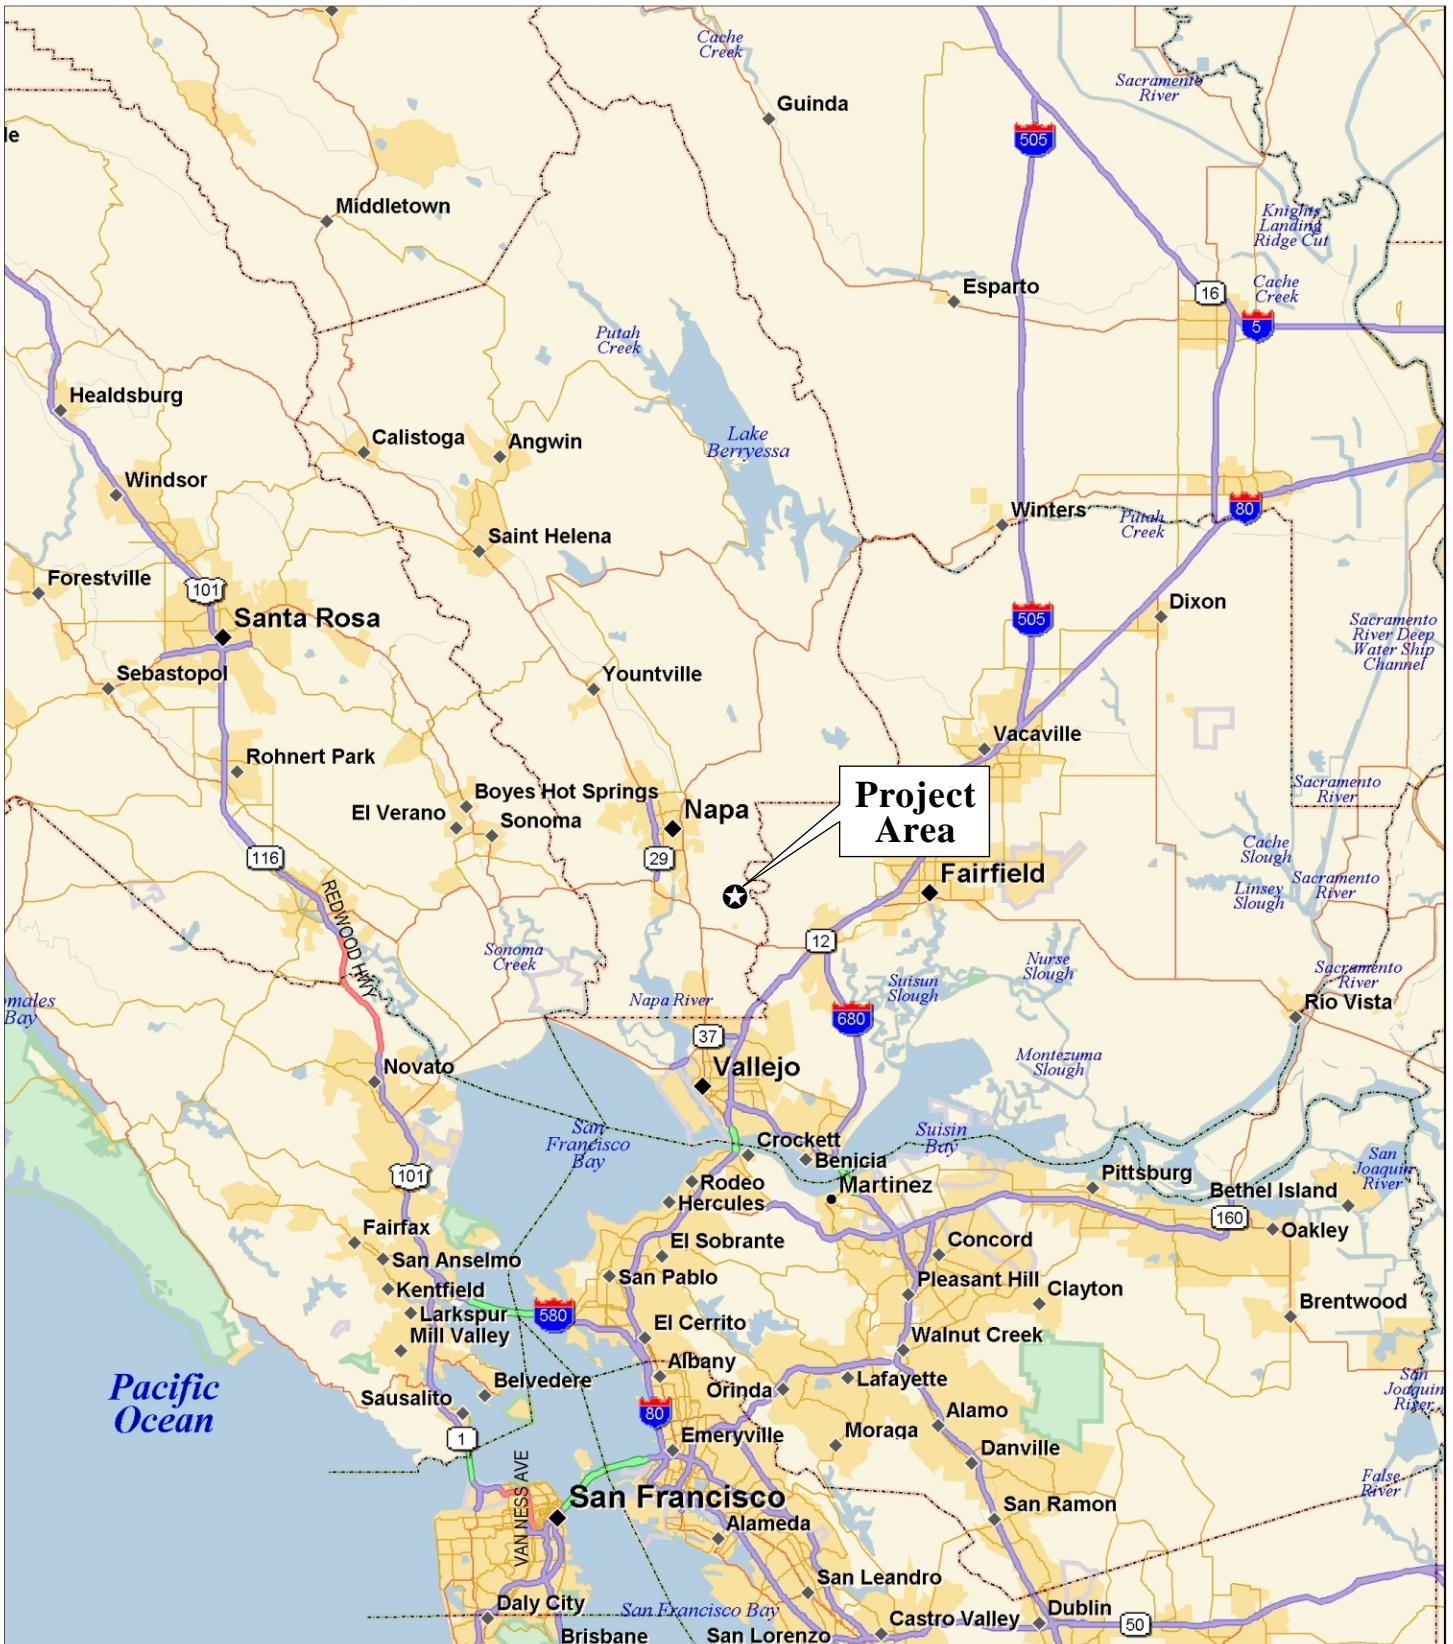 Cache
Creek
Sacramento
River
Guinda
505
le
Middletown
Knights
Landing
Ridge Cut
Esparto
16
Cache
Creek
5
Putah
Creek
Healdsburg
Calistoga
Angwin
Lake
Berryessa
Windsor
Winters
80
Putah
Creek
Saint Helena
Forestville
101
Santa Rosa
505
Dixon
Sacramento
River Deep
Water Ship
Channel
Sebastopol
Yountville
Vacaville
Rohnert Park
Boyes Hot Springs
El Verano
Sonoma
Napa
Project
Area
Sacramento
River
116
29
Cache
Slough
Fairfield
Linsey
Slough
Sacramento
River
REDWOOD HWY
12
Sonoma
Creek
Nurse
Slough
Suisun
Slough
Sacramento
River
omales
Bay
Napa River
Rio Vista
680
37
Novato
Vallejo
Montezuma
Slough
San
Francisco
Bay
Crockett
Suisin
Bay
Benicia
101
Rodeo
Martinez
Pittsburg
San
Joaquin
River
Bethel Island
Hercules
160
Oakley
Fairfax
El Sobrante
Concord
San Anselmo
San Pablo
Pleasant Hill
Clayton
Kentfield
Larkspur
580
El Cerrito
Brentwood
Mill Valley
Walnut Creek
Albany
Belvedere
Orinda
Lafayette
Pacific
Ocean
Sausalito
80
San
Joaquin
River
1
Emeryville
Moraga
Alamo
Danville
VAN NESS AVE
San Francisco
False
River
San Ramon
Alameda
San Leandro
Daly City
San Francisco Bay
Castro Valley
Dublin
50
Brisbane
San Lorenzo